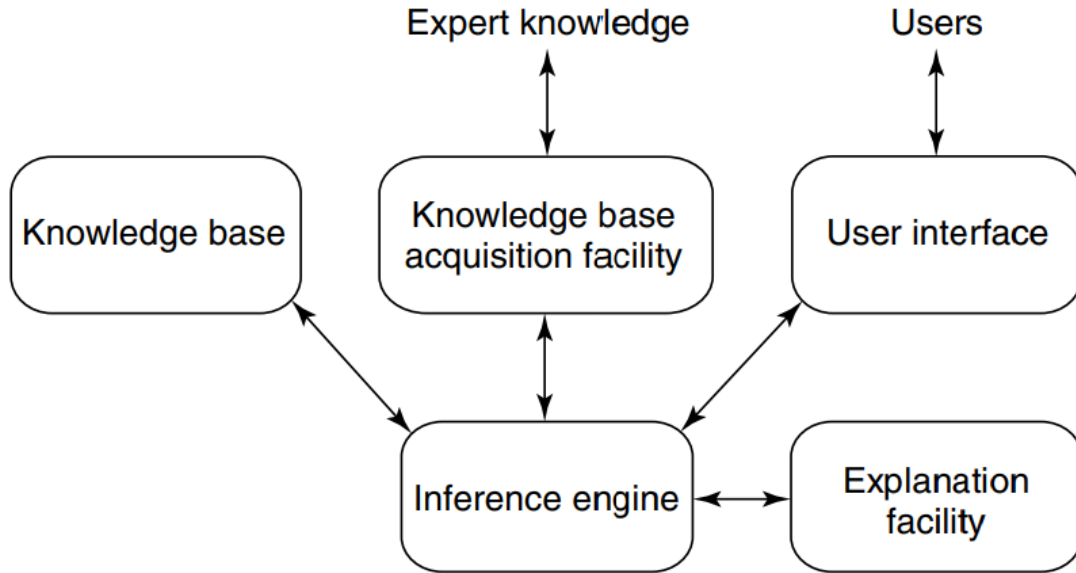 Expert knowledge
Users
Knowledge base
Knowledge base
acquisition facility
User interface
Inference engine
Explanation
facility